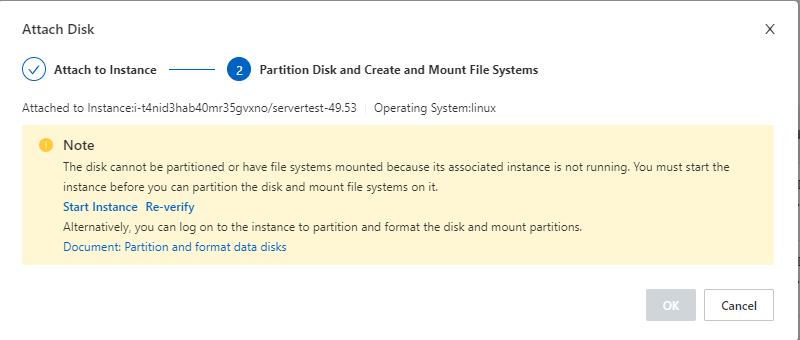 Attach Disk
X
Attach to Instance
2
Partition Disk and Create and Mount File Systems
Attached to Instance:i-t4nid3hab40mr35gvxno/servertest-49.53 | Operating System:linux
Note
The disk cannot be partitioned or have file systems mounted because its associated instance is not running. You must start the
instance before you can partition the disk and mount file systems on it.
Start Instance Re-verify
Alternatively, you can log on to the instance to partition and format the disk and mount partitions.
Document: Partition and format data disks
OK
Cancel